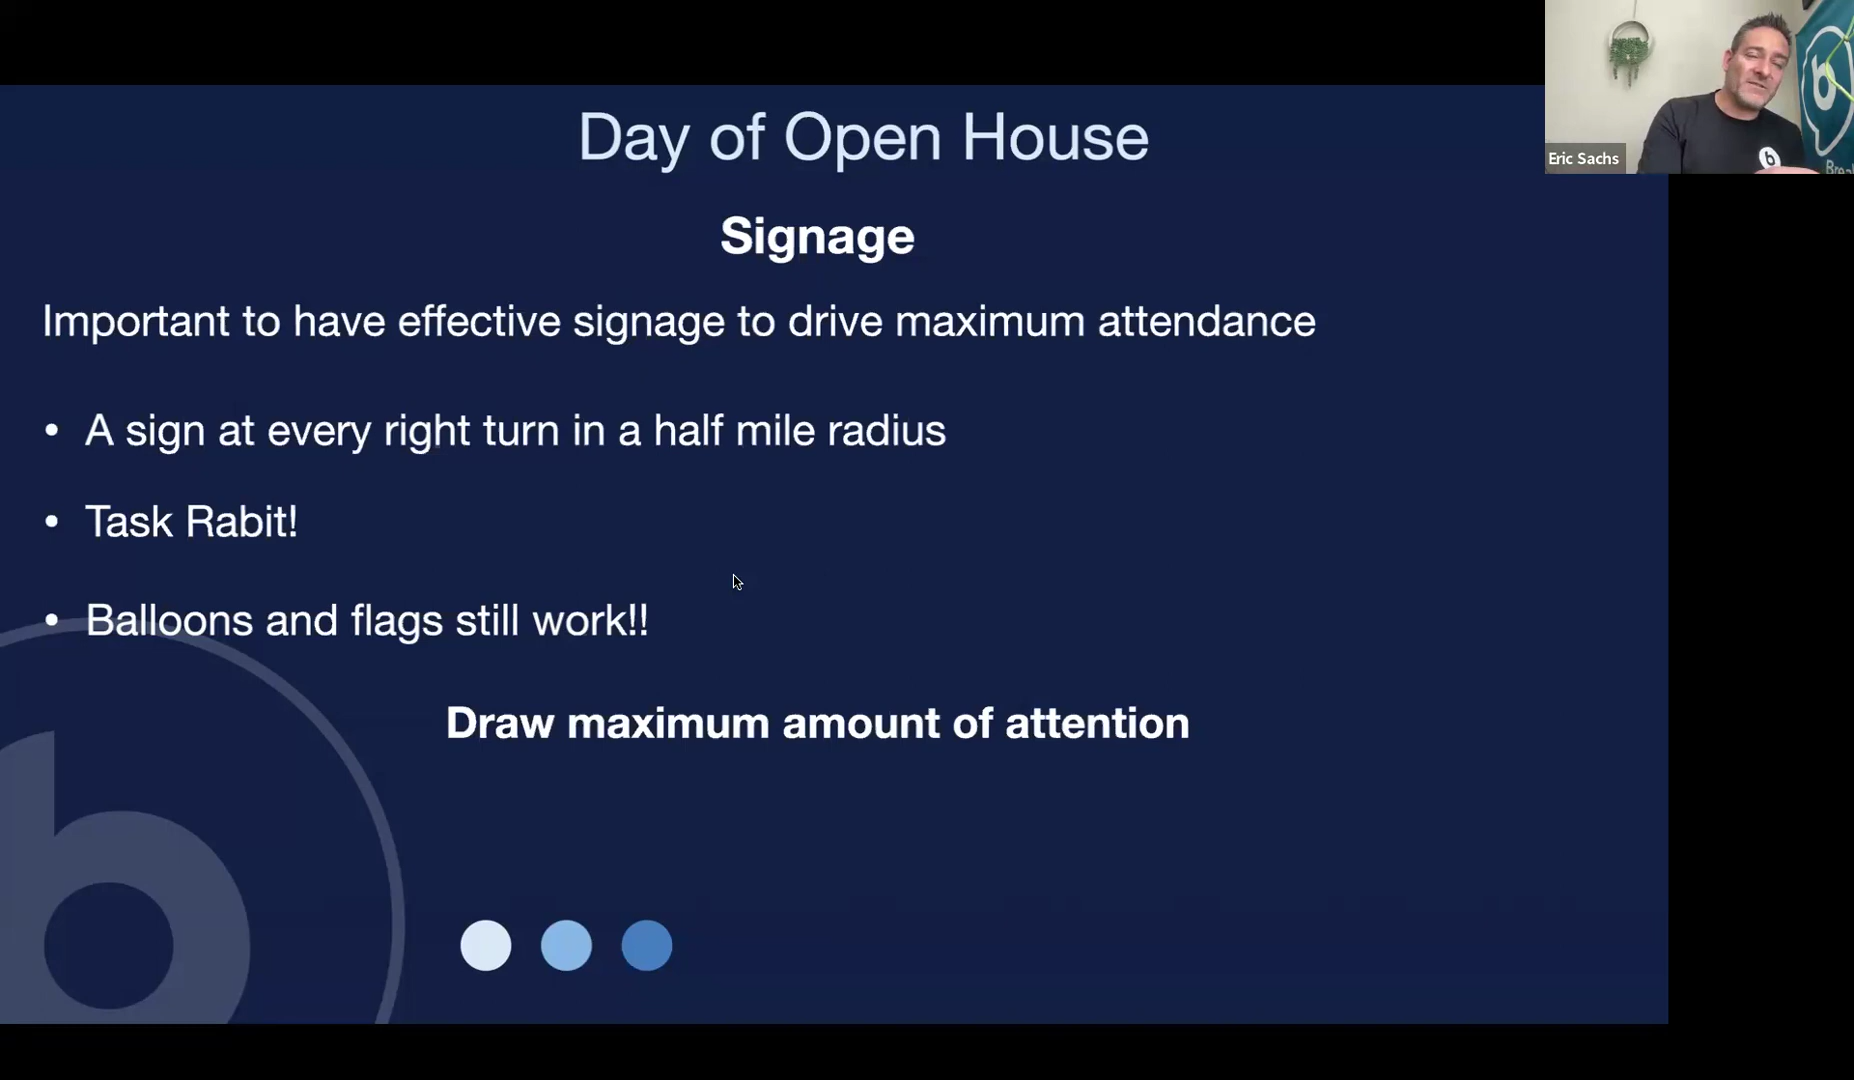 Day of Open House
Signage
Important to have effective signage to drive maximum attendance
• A sign at every right turn in a half mile radius
• Task Rabit!
• Balloons and flags still work!!
Draw maximum amount of attention
Eric Sachs
b
b
b